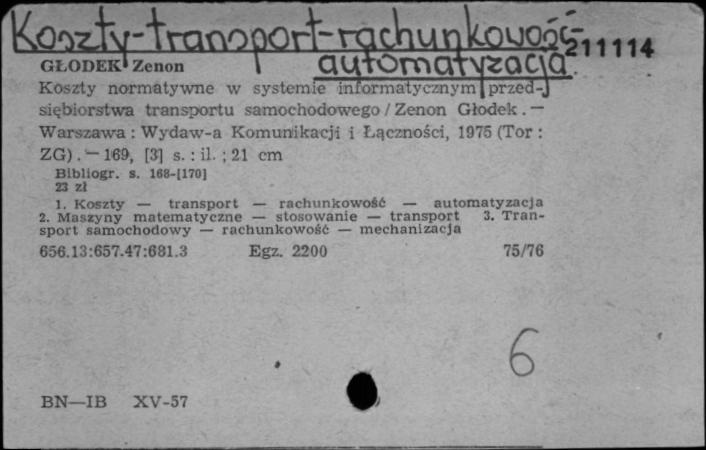 Koszty-transport-rachunkowość-
211114
automatyzacja
GŁODEK Zenon
Koszty normatywne w systemie informatycznym przed-
siębiorstwa transportu samochodowego / Zenon Głodek. —
Warszawa : Wydaw-a Komunikacji i Łączności, 1975 (Tor :
ZG). — 169, [3] s. : il. ; 21 cm
Bibliogr. s. 168-[170]
23 zł
1. Koszty — transport — rachunkowość — automatyzacja
2. Maszyny matematyczne — stosowanie — transport 3. Tran-
sport samochodowy — rachunkowość — mechanizacja
656.13:657.47:681.3 Egz. 2200 75/76
6
BN—IB XV-57